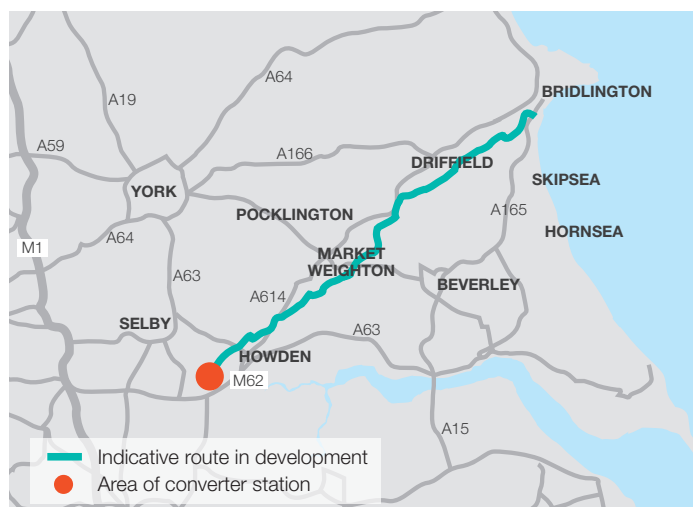 A64
BRIDLINGTON
A19
A59
A166
DRIFFIELD
SKIPSEA
YORK
A165
POCKLINGTON
HORNSEA
A64
M1
MARKET
WEIGHTON
A63
BEVERLEY
A614
SELBY
A63
HOWDEN
M62
A15
Indicative route in development
Area of converter station